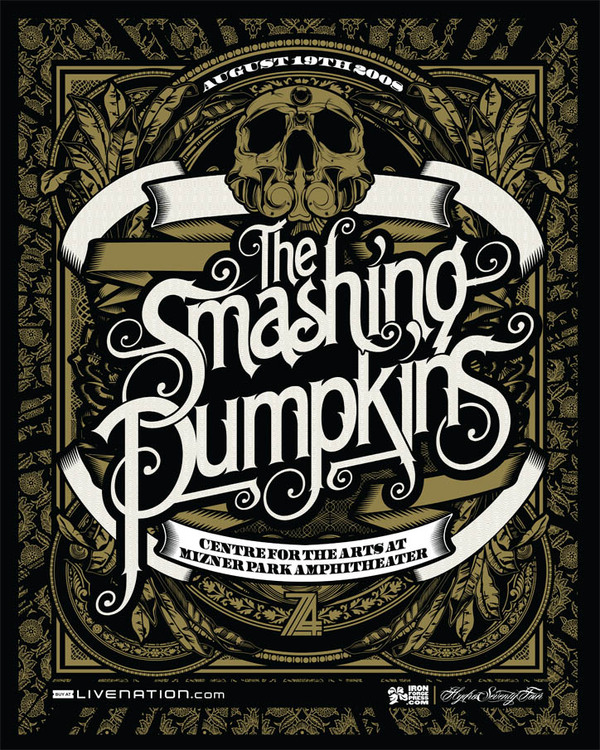 AUGUST 19TH 2008
The
Smashing
Pumpkins
CENTRE FOR THE ARTS AT
MIZNER PARK AMPHITHEATER
74
BUY AT LIVENATION.com
IRON FORGE PRESS .COM
Hydro Seventy Four